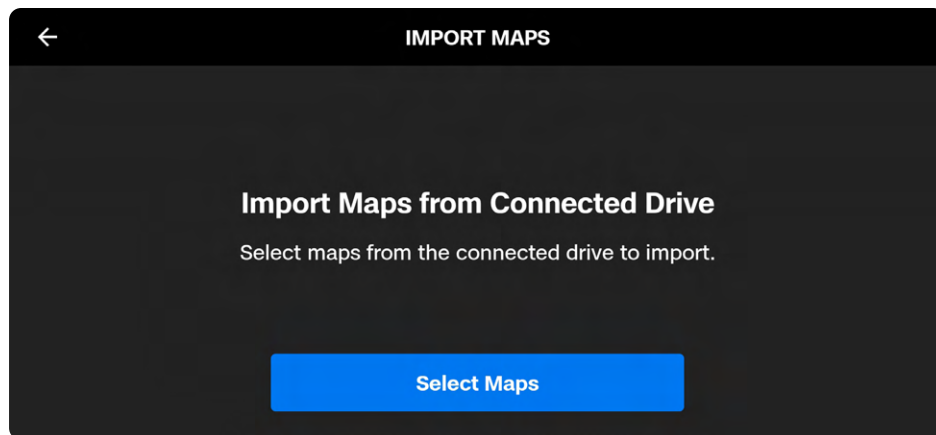 IMPORT MAPS
Import Maps from Connected Drive
Select maps from the connected drive to import.
Select Maps